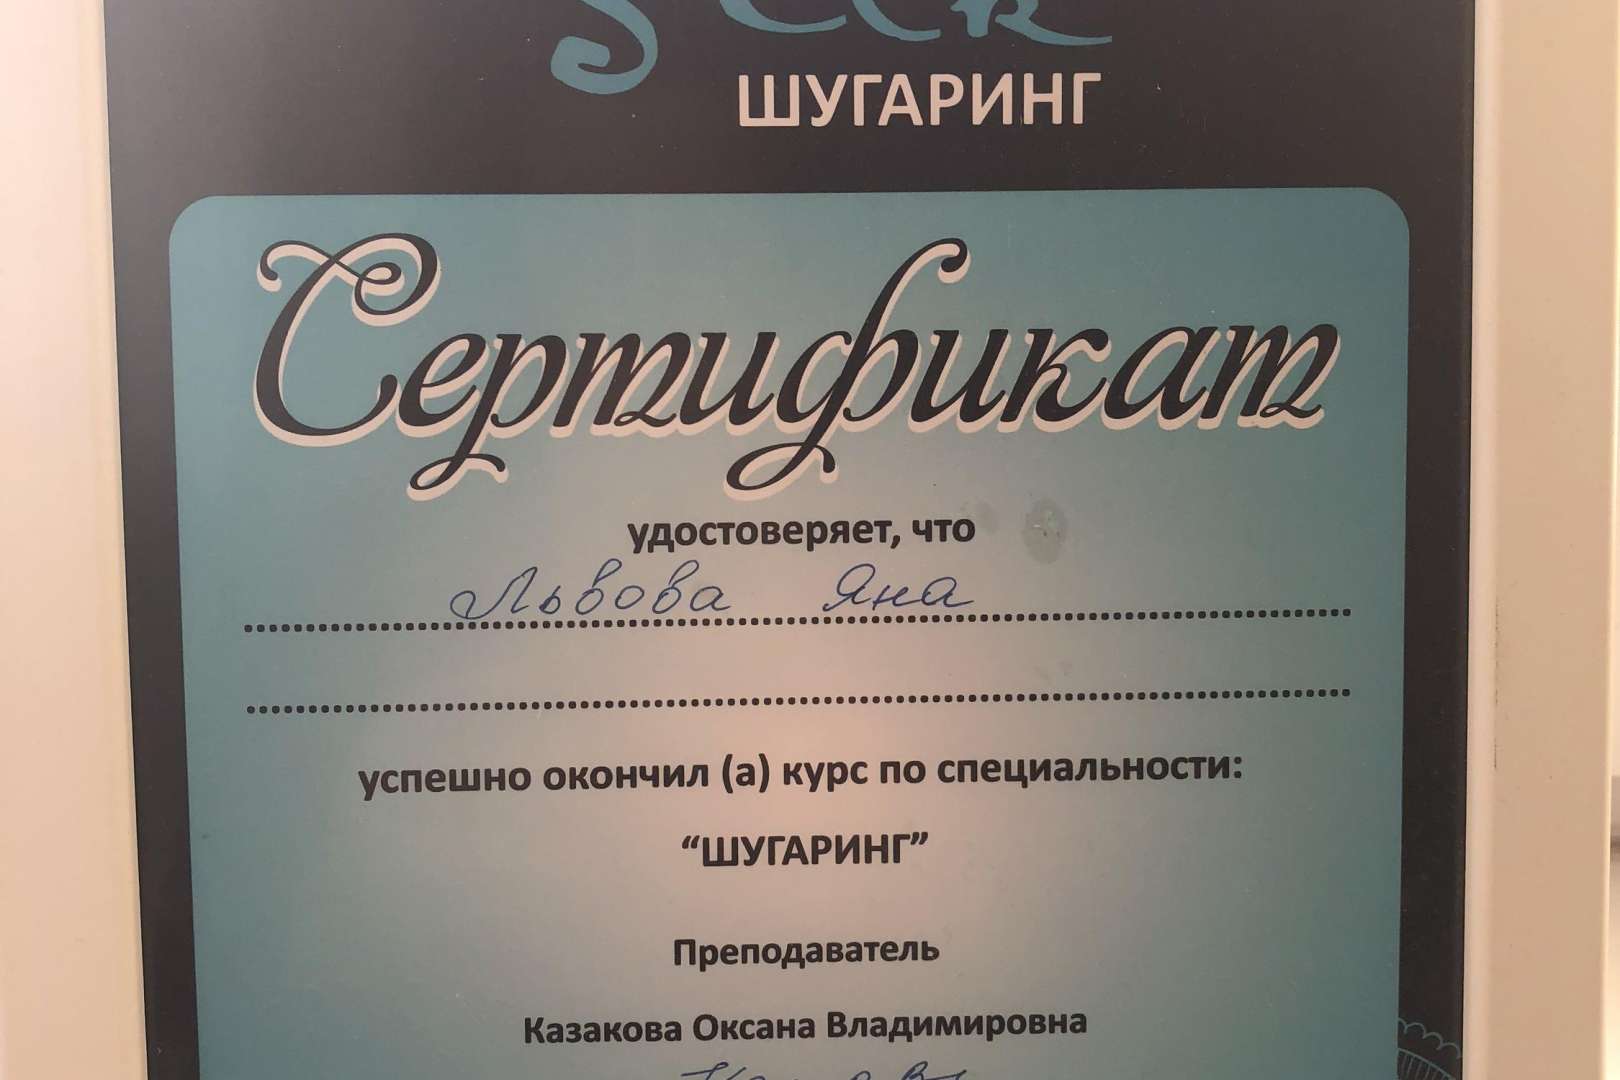 ШУГАРИНГ
Сертификат
удостоверяет, что
Львова Яна
успешно окончил (а) курс по специальности:
“ШУГАРИНГ”
Преподаватель
Казакова Оксана Владимировна